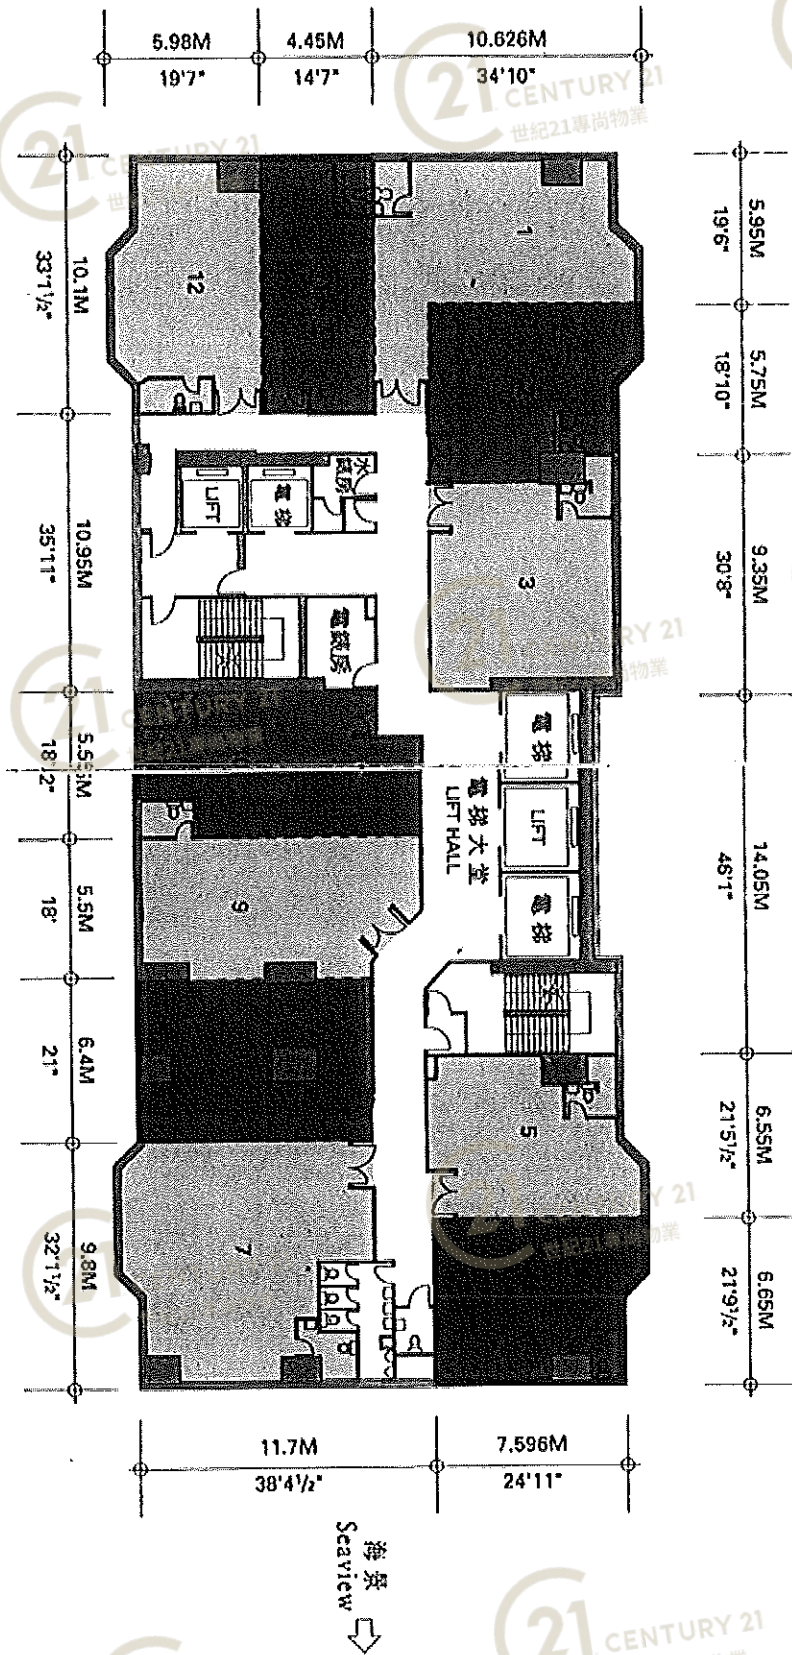 5.98M
4.45M
10.626M
19'7"
14'7"
34'10"
21 CENTURY 21
世紀21專尚物業
21 CENTURY 21
5.95M
19'6"
5.75M
18'10"
9.35M
30'8"
14.05M
46'1"
6.55M
21'5½"
6.65M
21'9½"
10.1M
33'1½"
10.95M
35'11"
18'2"
5.5M
18'
6.4M
21"
9.8M
32'1½"
1
12
LIFT
電梯
3
電錶房
電梯
LIFT
電梯
電梯大堂
LIFT HALL
9
5
7
11.7M
7.596M
38'4½"
24'11"
海景
Seaview
21 CENTURY 21